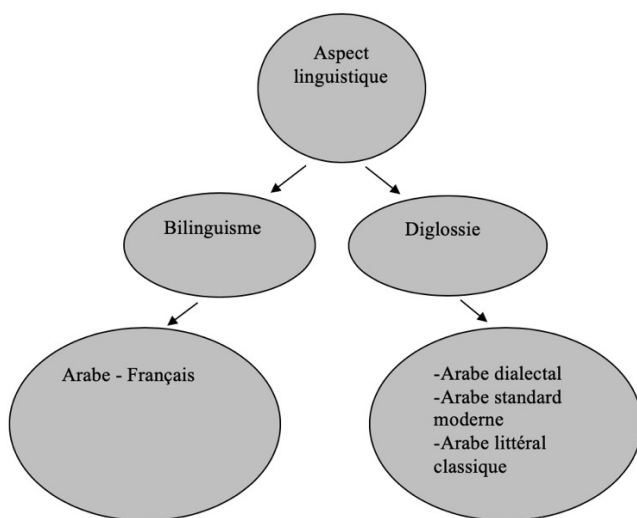 Aspect
linguistique
Bilinguisme
Diglossie
Arabe - Français
-Arabe dialectal
-Arabe standard
moderne
-Arabe littéral
classique